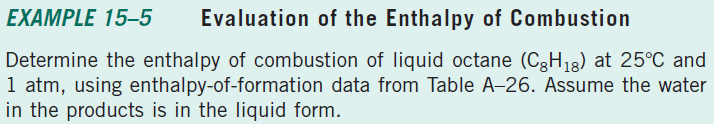 EXAMPLE 15–5 Evaluation of the Enthalpy of Combustion
Determine the enthalpy of combustion of liquid octane (C₈H₁₈) at 25°C and
1 atm, using enthalpy-of-formation data from Table A–26. Assume the water
in the products is in the liquid form.